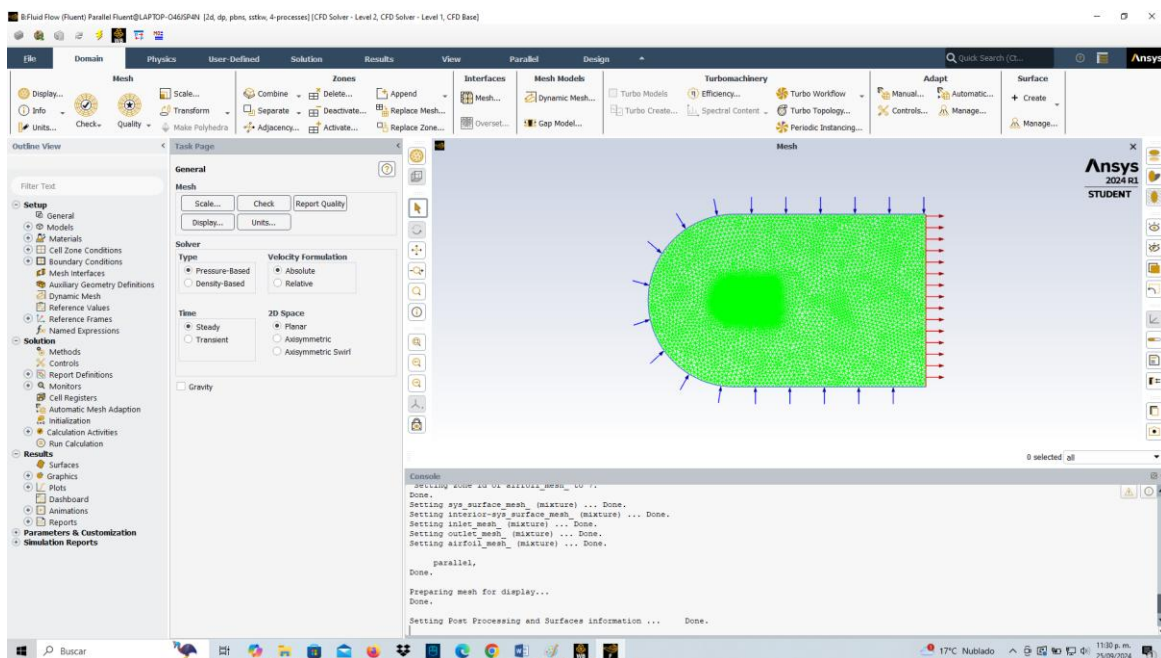 B:Fluid Flow (Fluent) Parallel Fluent@LAPTOP-O46JSP4N [2d, dp, pbns, sstkw, 4-processes] [CFD Solver - Level 2, CFD Solver - Level 1, CFD Base]
File Domain Physics User-Defined Solution Results View Parallel Design Quick Search (Ct... Ansys
Mesh Zones Interfaces Mesh Models Turbomachinery Adapt Surface
Display... Scale... Combine Delete... Append Mesh... Dynamic Mesh... Turbo Models Efficiency... Turbo Workflow Manual... Automatic... + Create
Info Transform Separate Deactivate... Replace Mesh... Turbo Create... Spectral Content Turbo Topology... Controls... Manage...
Units... Check Quality Make Polyhedra Adjacency... Activate... Replace Zone... Overset... Gap Model... Periodic Instancing... Manage...
Outline View
Filter Text
Setup
General
Models
Materials
Cell Zone Conditions
Boundary Conditions
Mesh Interfaces
Auxiliary Geometry Definitions
Dynamic Mesh
Reference Values
Reference Frames
Named Expressions
Solution
Methods
Controls
Report Definitions
Monitors
Cell Registers
Automatic Mesh Adaption
Initialization
Calculation Activities
Run Calculation
Results
Surfaces
Graphics
Plots
Dashboard
Animations
Reports
Parameters & Customization
Simulation Reports
Task Page
General
Mesh
Scale... Check Report Quality
Display... Units...
Solver
Type Velocity Formulation
Pressure-Based Absolute
Density-Based Relative
Time 2D Space
Steady Planar
Transient Axisymmetric
Axisymmetric Swirl
Gravity
Mesh
Ansys
2024 R1
STUDENT
0 selected all
Console
Setting zone id of airfoil_mesh_ to 7.
Done.
Setting sys_surface_mesh_ (mixture) ... Done.
Setting interior-sys_surface_mesh_ (mixture) ... Done.
Setting inlet_mesh_ (mixture) ... Done.
Setting outlet_mesh_ (mixture) ... Done.
Setting airfoil_mesh_ (mixture) ... Done.
parallel,
Done.
Preparing mesh for display...
Done.
Setting Post Processing and Surfaces information ... Done.
Buscar
17°C Nublado
11:30 p. m.
25/09/2024